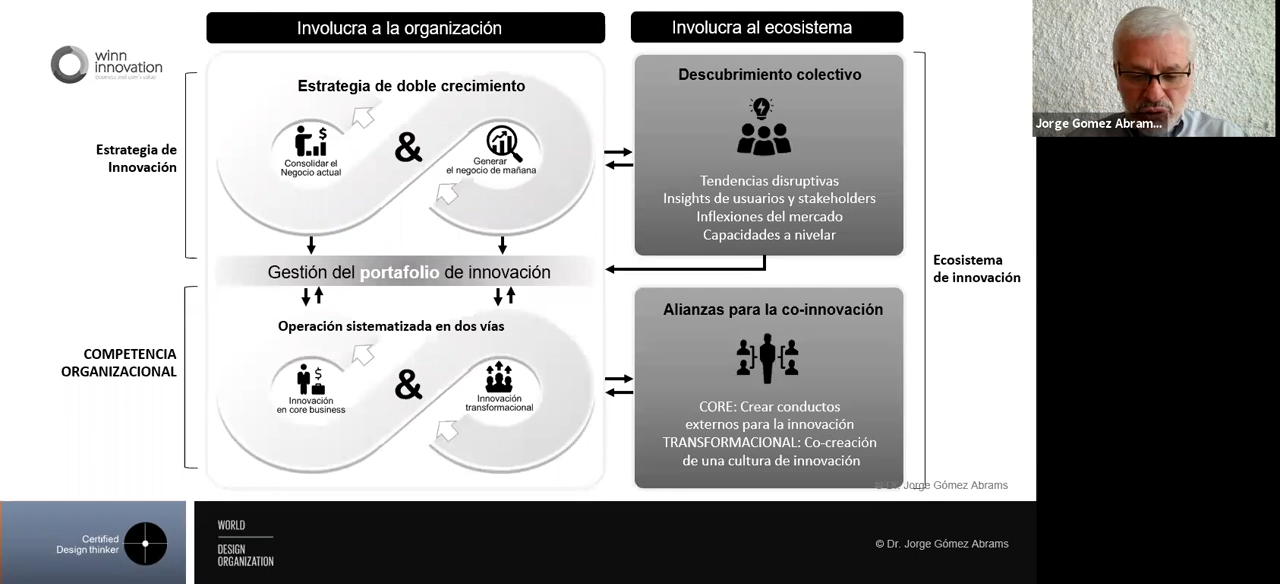 Involucra a la organización
Involucra al ecosistema
winn
innovation
Estrategia de
Innovación
Estrategia de doble crecimiento
Consolidar el
Negocio actual
&
Generar
el negocio de mañana
Descubrimiento colectivo
Tendencias disruptivas
Insights de usuarios y stakeholders
Inflexiones del mercado
Capacidades a nivelar
Gestión del portafolio de innovación
Ecosistema
de innovación
COMPETENCIA
ORGANIZACIONAL
Operación sistematizada en dos vías
$
Innovación
en core business
&
Innovación
transformacional
Alianzas para la co-innovación
CORE: Crear conductos
externos para la innovación
TRANSFORMACIONAL: Co-creación
de una cultura de innovación
© Dr. Jorge Gómez Abrams
Certified
Design thinker
WORLD
DESIGN
ORGANIZATION
© Dr. Jorge Gómez Abrams
Jorge Gomez Abram...